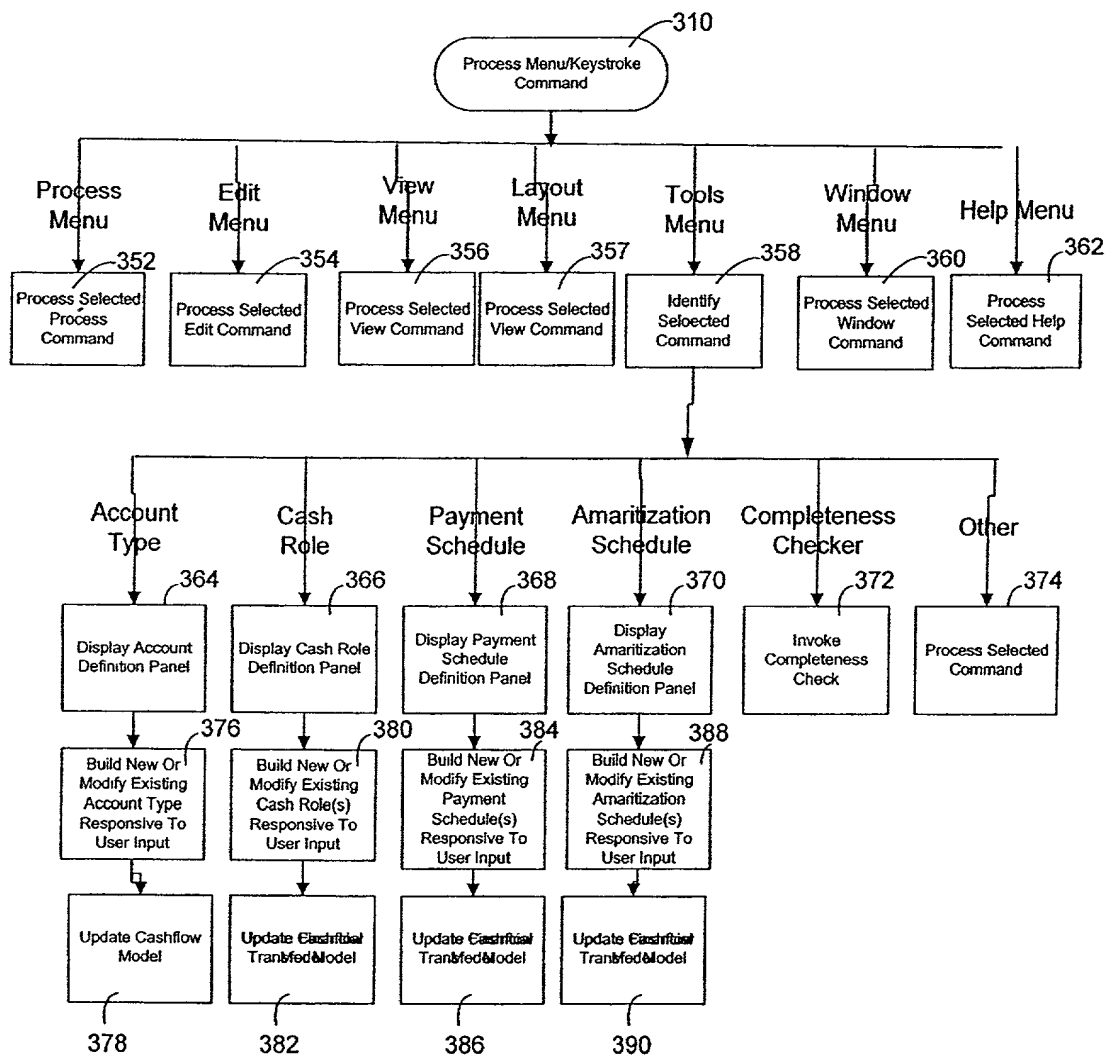 310
Process Menu/Keystroke
Command
Process
Menu
Edit
Menu
View
Menu
Layout
Menu
Tools
Menu
Window
Menu
Help Menu
352
Process Selected
Process
Command
354
Process Selected
Edit Command
356
Process Selected
View Command
357
Process Selected
View Command
358
Identify
Seloected
Command
360
Process Selected
Window
Command
362
Process
Selected Help
Command
Account
Type
Cash
Role
Payment
Schedule
Amaritization
Schedule
Completeness
Checker
Other
364
Display Account
Definition Panel
366
Display Cash Role
Definition Panel
368
Display Payment
Schedule
Definition Panel
370
Display
Amaritization
Schedule
Definition Panel
372
Invoke
Completeness
Check
374
Process Selected
Command
376
Build New Or
Modify Existing
Account Type
Responsive To
User Input
380
Build New Or
Modify Existing
Cash Role(s)
Responsive To
User Input
384
Build New Or
Modify Existing
Payment
Schedule(s)
Responsive To
User Input
388
Build New Or
Modify Existing
Amaritization
Schedule(s)
Responsive To
User Input
Update Cashflow
Model
378
Update
Model
382
Update
Model
386
Update
Model
390